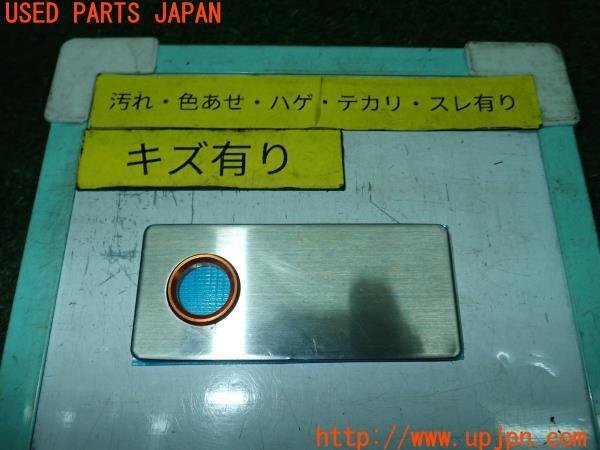 USED PARTS JAPAN
汚れ・色あせ・ハゲ・テカリ・スレ有り
キズ有り
http://www.upjpn.com